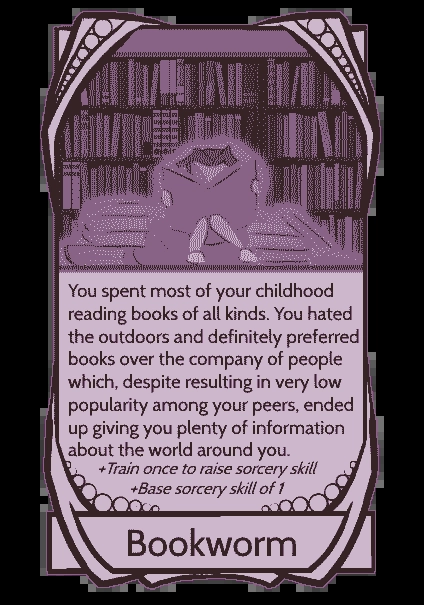 You spent most of your childhood
reading books of all kinds. You hated
the outdoors and definitely preferred
books over the company of people
which, despite resulting in very low
popularity among your peers, ended
up giving you plenty of information
about the world around you.
+Train once to raise sorcery skill
+Base sorcery skill of 1
Bookworm